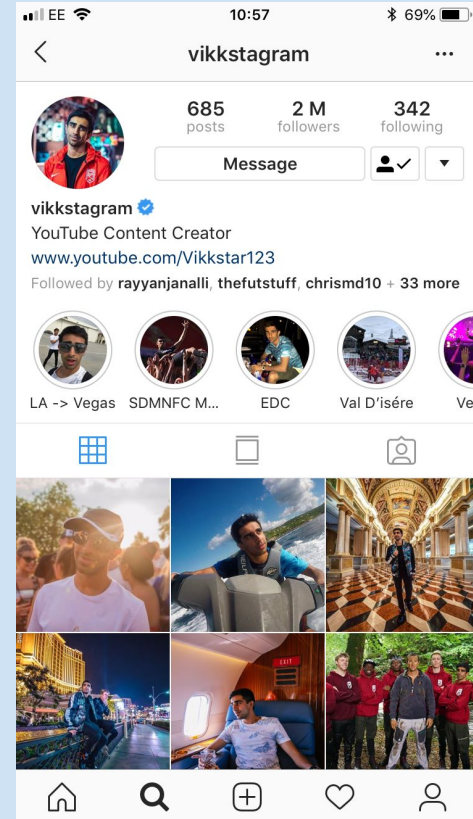 EE 10:57 69%
vikkstagram
685 2 M 342
posts followers following
Message
vikkstagram
YouTube Content Creator
www.youtube.com/Vikkstar123
Followed by rayyanjanalli, thefutstuff, chrismd10 + 33 more
LA -> Vegas SDMNFC M... EDC Val D'isére Ve
EXIT